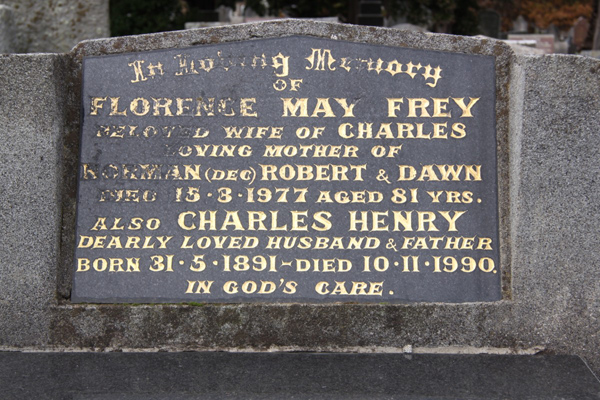 In Loving Memory
OF
FLORENCE MAY FREY
BELOVED WIFE OF CHARLES
LOVING MOTHER OF
NORMAN (DEC) ROBERT & DAWN
DIED 15·3·1977 AGED 81 YRS.
ALSO CHARLES HENRY
DEARLY LOVED HUSBAND & FATHER
BORN 31·5·1891-DIED 10·11·1990.
IN GOD'S CARE.